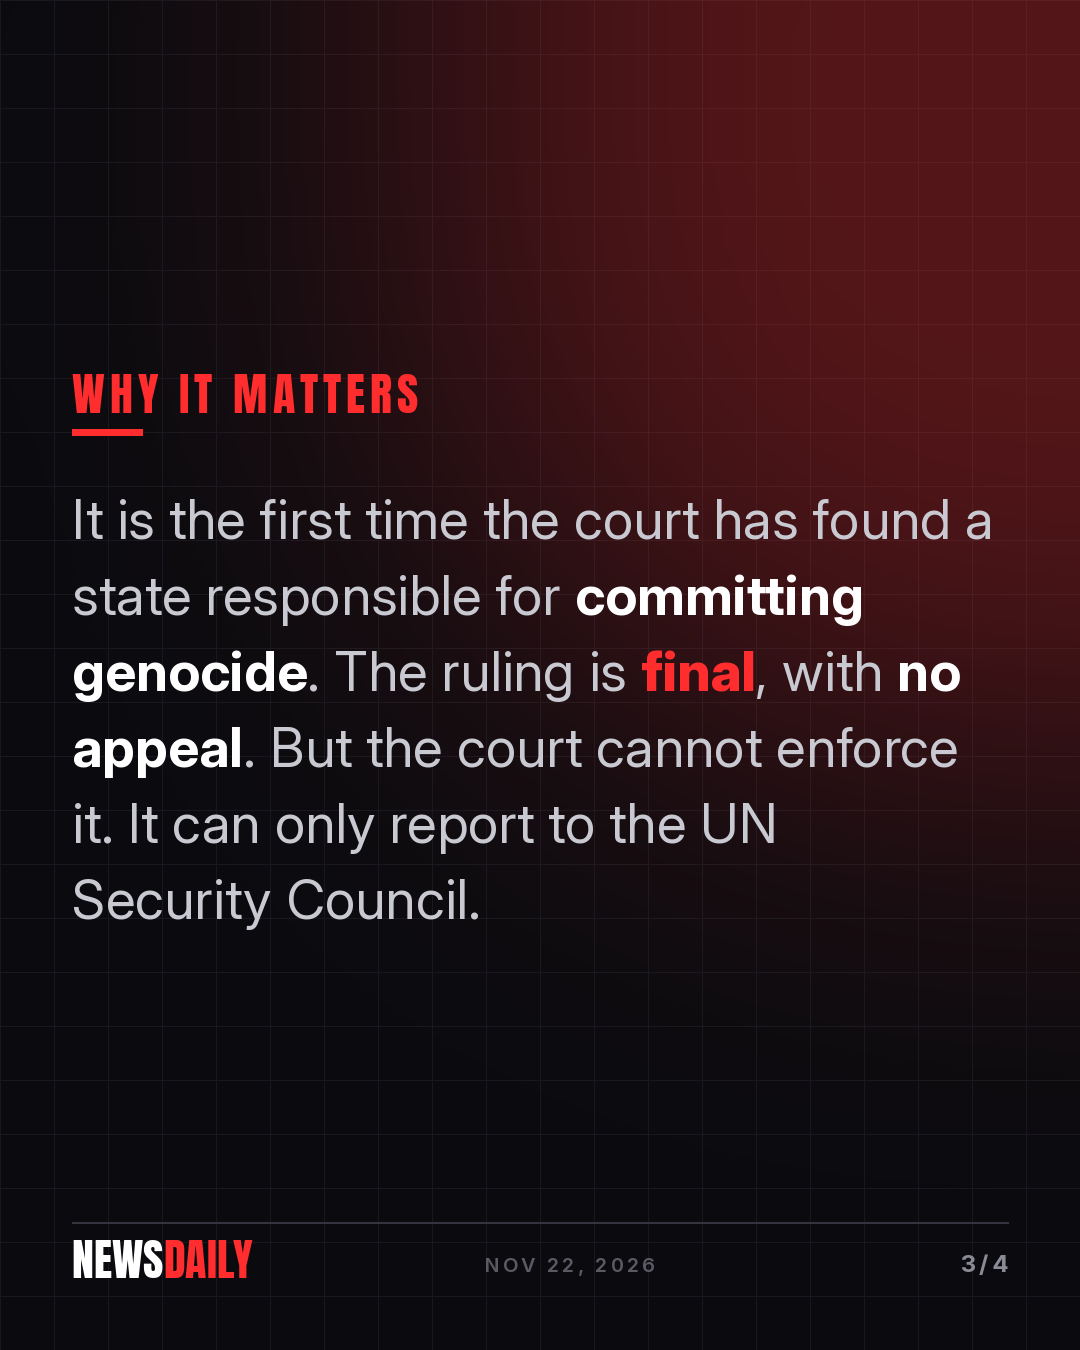 WHY IT MATTERS
It is the first time the court has found a
state responsible for committing
genocide. The ruling is final, with no
appeal. But the court cannot enforce
it. It can only report to the UN
Security Council.
NEWSDAILY
NOV 22, 2026
3/4